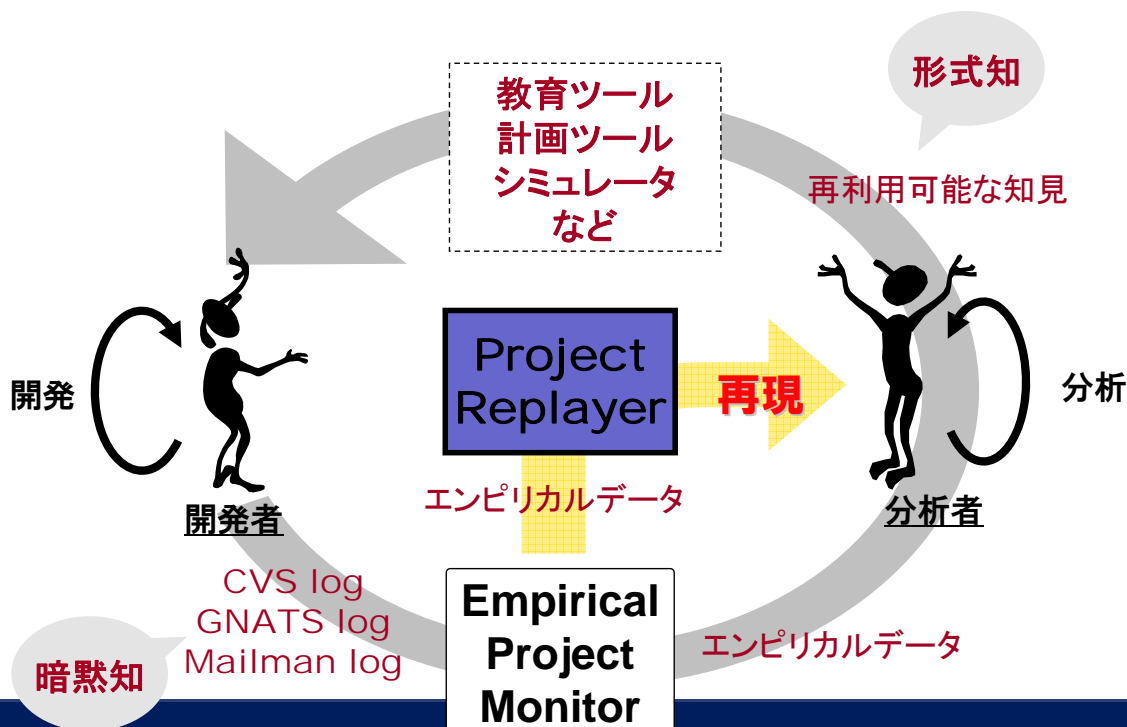 形式知
教育ツール
計画ツール
シミュレータ
など
再利用可能な知見
Project
Replayer
再現
開発
分析
エンピリカルデータ
開発者
分析者
CVS log
GNATS log
Mailman log
Empirical
Project
Monitor
エンピリカルデータ
暗黙知